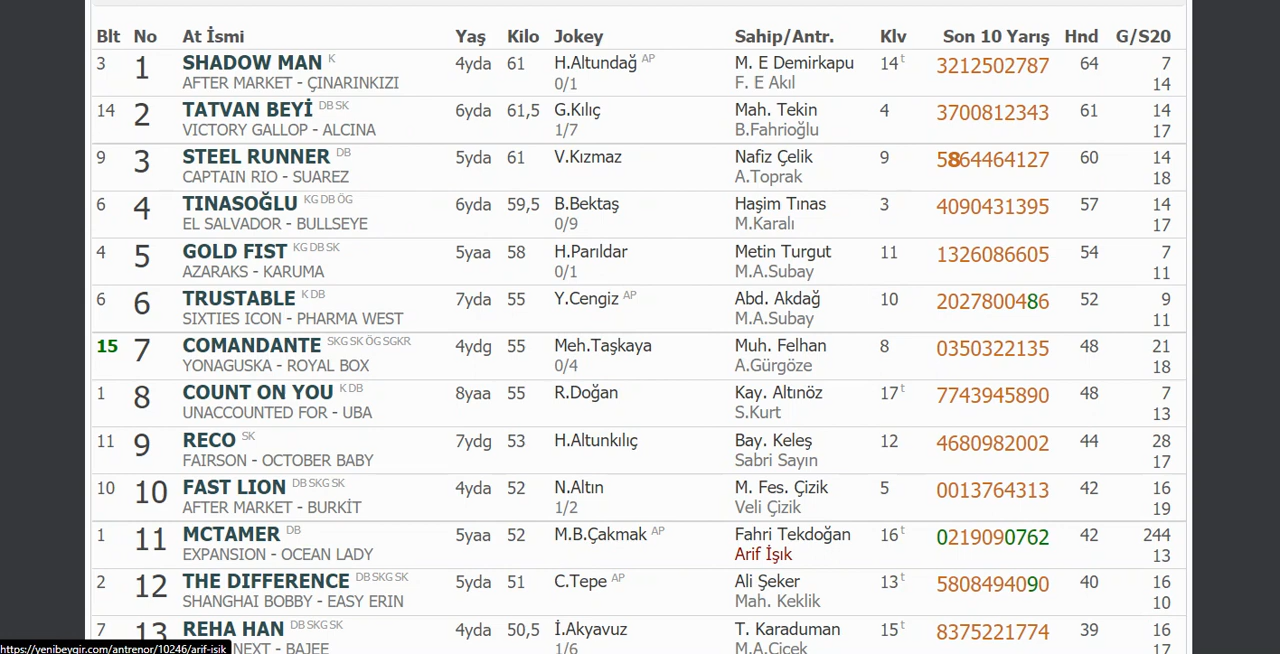 Blt No At İsmi Yaş Kilo Jokey Sahip/Antr. Klv Son 10 Yarış Hnd G/S20
3 1 SHADOW MAN K 4yda 61 H.Altundağ AP M. E Demirkapu 14t 3212502787 64 7
AFTER MARKET - ÇINARINKIZI 0/1 F. E Akıl 14
14 2 TATVAN BEYİ DB SK 6yda 61,5 G.Kılıç Mah. Tekin 4 3700812343 61 14
VICTORY GALLOP - ALCINA 1/7 B.Fahrioğlu 17
9 3 STEEL RUNNER DB 5yda 61 V.Kızmaz Nafiz Çelik 9 5864464127 60 14
CAPTAIN RIO - SUAREZ A.Toprak 18
6 4 TINASOĞLU KG DB ÖG 6yda 59,5 B.Bektaş Haşim Tınas 3 4090431395 57 14
EL SALVADOR - BULLSEYE 0/9 M.Karalı 17
4 5 GOLD FIST KG DB SK 5yaa 58 H.Parıldar Metin Turgut 11 1326086605 54 7
AZARAKS - KARUMA 0/1 M.A.Subay 11
6 6 TRUSTABLE K DB 7yda 55 Y.Cengiz AP Abd. Akdağ 10 2027800486 52 9
SIXTIES ICON - PHARMA WEST M.A.Subay 11
15 7 COMANDANTE SKG SK ÖG SGKR 4ydg 55 Meh.Taşkaya Muh. Felhan 8 0350322135 48 21
YONAGUSKA - ROYAL BOX 0/4 A.Gürgöze 18
1 8 COUNT ON YOU K DB 8yaa 55 R.Doğan Kay. Altınöz 17t 7743945890 48 7
UNACCOUNTED FOR - UBA S.Kurt 13
11 9 RECO SK 7ydg 53 H.Altunkılıç Bay. Keleş 12 4680982002 44 28
FAIRSON - OCTOBER BABY Sabri Sayın 17
10 10 FAST LION DB SKG SK 4yda 52 N.Altın M. Fes. Çizik 5 0013764313 42 16
AFTER MARKET - BURKİT 1/2 Veli Çizik 19
1 11 MCTAMER DB 5yaa 52 M.B.Çakmak AP Fahri Tekdoğan 16t 0219090762 42 244
EXPANSION - OCEAN LADY Arif İşık 13
2 12 THE DIFFERENCE DB SKG SK 5yda 51 C.Tepe AP Ali Şeker 13t 5808494090 40 16
SHANGHAI BOBBY - EASY ERIN Mah. Keklik 10
7 13 REHA HAN DB SKG SK 4yda 50,5 İ.Akyavuz T. Karaduman 15t 8375221774 39 16
NEXT - BAJEE 1/6 M.A.Çiçek 17
https://yenibeygir.com/antrenor/10246/arif-isik